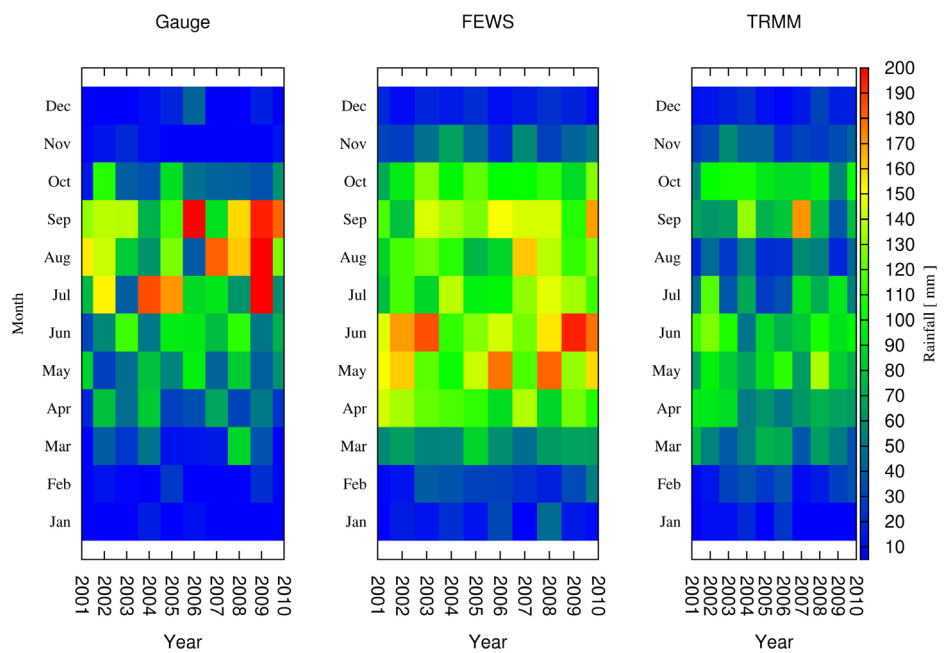 Gauge FEWS TRMM
Month
Dec
Nov
Oct
Sep
Aug
Jul
Jun
May
Apr
Mar
Feb
Jan
2001 2002 2003 2004 2005 2006 2007 2008 2009 2010
Year
Dec
Nov
Oct
Sep
Aug
Jul
Jun
May
Apr
Mar
Feb
Jan
2001 2002 2003 2004 2005 2006 2007 2008 2009 2010
Year
Dec
Nov
Oct
Sep
Aug
Jul
Jun
May
Apr
Mar
Feb
Jan
2001 2002 2003 2004 2005 2006 2007 2008 2009 2010
Year
200
190
180
170
160
150
140
130
120
110
100
90
80
70
60
50
40
30
20
10
Rainfall [ mm ]